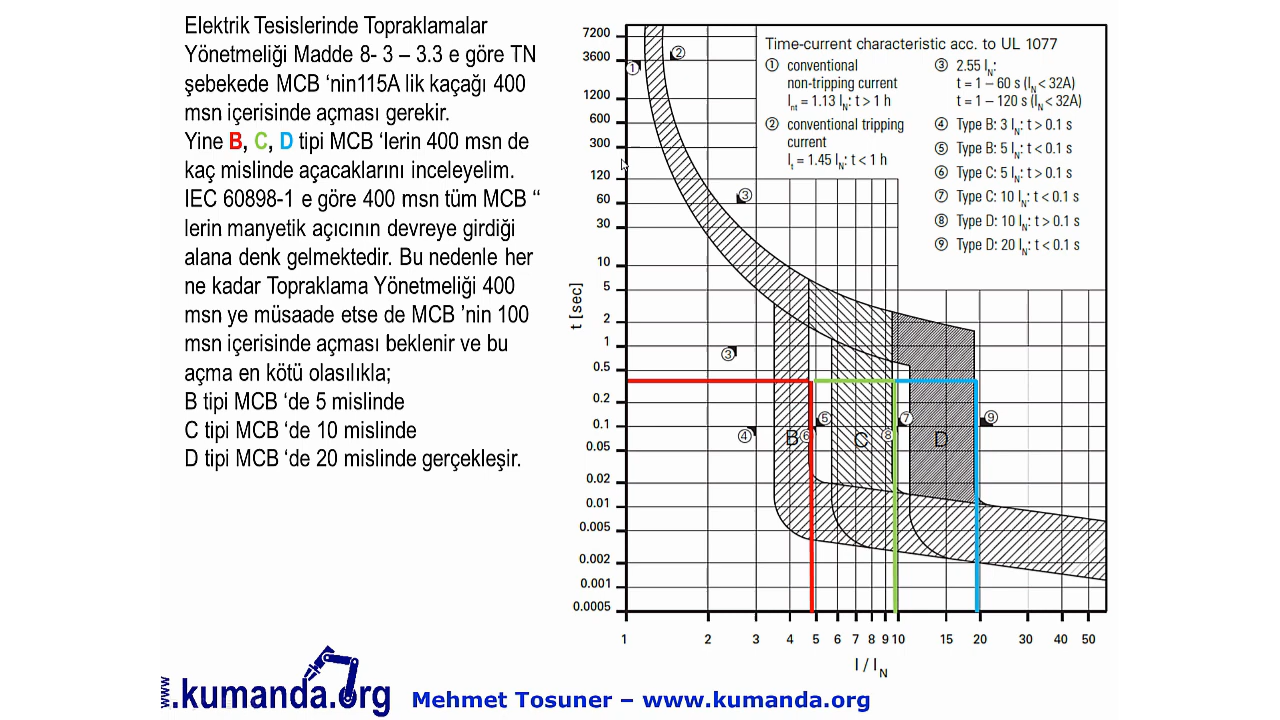 Elektrik Tesislerinde Topraklamalar
Yönetmeliği Madde 8- 3 – 3.3 e göre TN
şebekede MCB ‘nin115A lik kaçağı 400
msn içerisinde açması gerekir.
Yine B, C, D tipi MCB ‘lerin 400 msn de
kaç mislinde açacaklarını inceleyelim.
IEC 60898-1 e göre 400 msn tüm MCB “
lerin manyetik açıcının devreye girdiği
alana denk gelmektedir. Bu nedenle her
ne kadar Topraklama Yönetmeliği 400
msn ye müsaade etse de MCB ’nin 100
msn içerisinde açması beklenir ve bu
açma en kötü olasılıkla;
B tipi MCB ‘de 5 mislinde
C tipi MCB ‘de 10 mislinde
D tipi MCB ‘de 20 mislinde gerçekleşir.
Time-current characteristic acc. to UL 1077
① conventional
non-tripping current
Int = 1.13 IN: t > 1 h
② conventional tripping
current
It = 1.45 IN: t < 1 h
③ 2.55 IN:
t = 1 – 60 s (IN < 32A)
t = 1 – 120 s (IN < 32A)
④ Type B: 3 IN: t > 0.1 s
⑤ Type B: 5 IN: t < 0.1 s
⑥ Type C: 5 IN: t > 0.1 s
⑦ Type C: 10 IN: t < 0.1 s
⑧ Type D: 10 IN: t > 0.1 s
⑨ Type D: 20 IN: t < 0.1 s
7200
3600
1200
600
300
120
60
30
10
5
2
1
0.5
0.2
0.1
0.05
0.02
0.01
0.005
0.002
0.001
0.0005
t [sec]
① ②
③
③
④ B ⑥ ⑤ C ⑧ ⑦ D ⑨
1 2 3 4 5 6 7 8 9 10 15 20 30 40 50
I / IN
www.kumanda.org
Mehmet Tosuner – www.kumanda.org